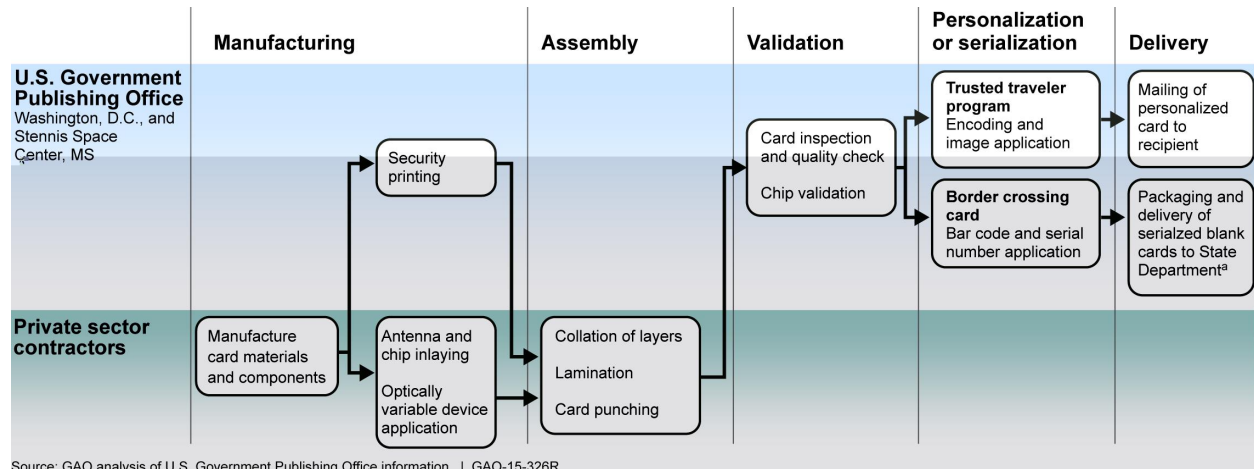 Manufacturing
Assembly
Validation
Personalization
or serialization
Delivery
U.S. Government
Publishing Office
Washington, D.C., and
Stennis Space
Center, MS
Security
printing
Card inspection
and quality check
Chip validation
Trusted traveler
program
Encoding and
image application
Mailing of
personalized
card to
recipient
Border crossing
card
Bar code and serial
number application
Packaging and
delivery of
serialzed blank
cards to State
Departmentᵃ
Private sector
contractors
Manufacture
card materials
and components
Antenna and
chip inlaying
Optically
variable device
application
Collation of layers
Lamination
Card punching
Source: GAO analysis of U.S. Government Publishing Office information. | GAO-15-326R